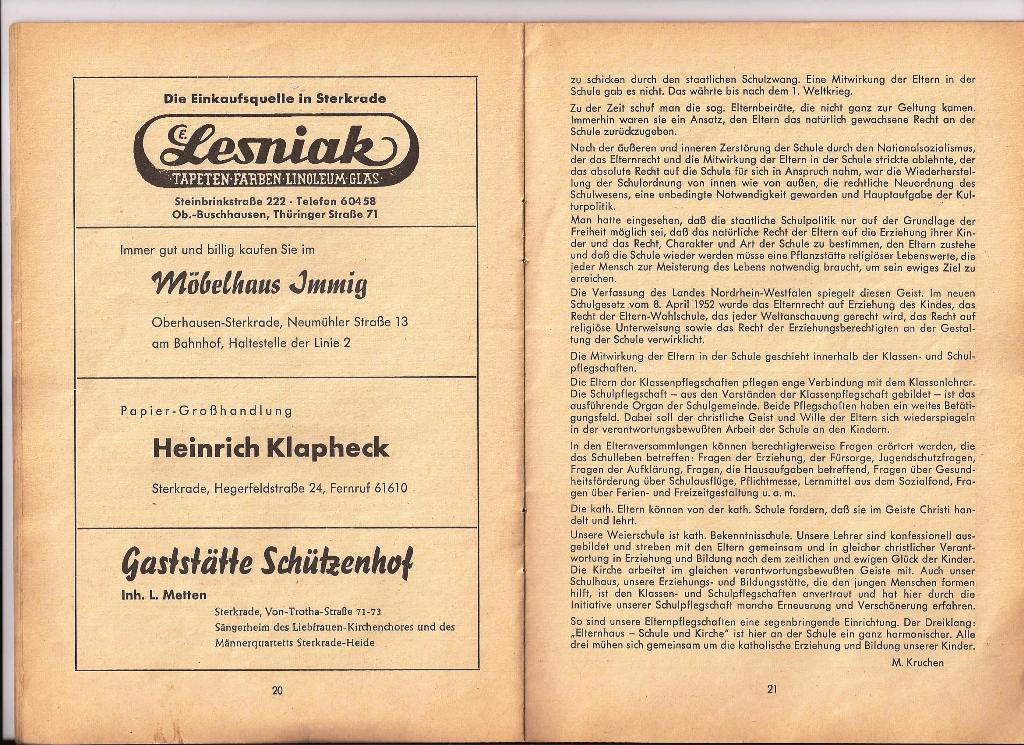 Die Einkaufsquelle in Sterkrade
C.E. Lesniak
TAPETEN·FARBEN·LINOLEUM·GLAS·
Steinbrinkstraße 222 · Telefon 60458
Ob.-Buschhausen, Thüringer Straße 71
Immer gut und billig kaufen Sie im
Möbelhaus Immig
Oberhausen-Sterkrade, Neumühler Straße 13
am Bahnhof, Haltestelle der Linie 2
Papier-Großhandlung
Heinrich Klapheck
Sterkrade, Hegerfeldstraße 24, Fernruf 61610
Gaststätte Schützenhof
Inh. L. Metten
Sterkrade, Von-Trotha-Straße 71-73
Sängerheim des Liebfrauen-Kirchenchores und des
Männerquartetts Sterkrade-Heide
20
zu schicken durch den staatlichen Schulzwang. Eine Mitwirkung der Eltern in der
Schule gab es nicht. Das währte bis nach dem 1. Weltkrieg.
Zu der Zeit schuf man die sog. Elternbeiräte, die nicht ganz zur Geltung kamen.
Immerhin waren sie ein Ansatz, den Eltern das natürlich gewachsene Recht an der
Schule zurückzugeben.
Nach der äußeren und inneren Zerstörung der Schule durch den Nationalsozialismus,
der das Elternrecht und die Mitwirkung der Eltern in der Schule strickte ablehnte, der
das absolute Recht auf die Schule für sich in Anspruch nahm, war die Wiederherstel-
lung der Schulordnung von innen wie von außen, die rechtliche Neuordnung des
Schulwesens, eine unbedingte Notwendigkeit geworden und Hauptaufgabe der Kul-
turpolitik.
Man hatte eingesehen, daß die staatliche Schulpolitik nur auf der Grundlage der
Freiheit möglich sei, daß das natürliche Recht der Eltern auf die Erziehung ihrer Kin-
der und das Recht, Charakter und Art der Schule zu bestimmen, den Eltern zustehe
und daß die Schule wieder werden müsse eine Pflanzstätte religiöser Lebenswerte, die
jeder Mensch zur Meisterung des Lebens notwendig braucht, um sein ewiges Ziel zu
erreichen.
Die Verfassung des Landes Nordrhein-Westfalen spiegelt diesen Geist. Im neuen
Schulgesetz vom 8. April 1952 wurde das Elternrecht auf Erziehung des Kindes, das
Recht der Eltern-Wahlschule, das jeder Weltanschauung gerecht wird, das Recht auf
religiöse Unterweisung sowie das Recht der Erziehungsberechtigten an der Gestal-
tung der Schule verwirklicht.
Die Mitwirkung der Eltern in der Schule geschieht innerhalb der Klassen- und Schul-
pflegschaften.
Die Eltern der Klassenpflegschaften pflegen enge Verbindung mit dem Klassenlehrer.
Die Schulpflegschaft – aus den Vorständen der Klassenpflegschaft gebildet – ist das
ausführende Organ der Schulgemeinde. Beide Pflegschaften haben ein weites Betäti-
gungsfeld. Dabei soll der christliche Geist und Wille der Eltern sich wiederspiegeln
in der verantwortungsbewußten Arbeit der Schule an den Kindern.
In den Elternversammlungen können berechtigterweise Fragen erörtert werden, die
das Schulleben betreffen: Fragen der Erziehung, der Fürsorge, Jugendschutzfragen,
Fragen der Aufklärung, Fragen, die Hausaufgaben betreffend, Fragen über Gesund-
heitsförderung über Schulausflüge, Pflichtmesse, Lernmittel aus dem Sozialfond, Fra-
gen über Ferien- und Freizeitgestaltung u. a. m.
Die kath. Eltern können von der kath. Schule fordern, daß sie im Geiste Christi han-
delt und lehrt.
Unsere Weierschule ist kath. Bekenntnisschule. Unsere Lehrer sind konfessionell aus-
gebildet und streben mit den Eltern gemeinsam und in gleicher christlicher Verant-
wortung in Erziehung und Bildung nach dem zeitlichen und ewigen Glück der Kinder.
Die Kirche arbeitet im gleichen verantwortungsbewußten Geiste mit. Auch unser
Schulhaus, unsere Erziehungs- und Bildungsstätte, die den jungen Menschen formen
hilft, ist den Klassen- und Schulpflegschaften anvertraut und hat hier durch die
Initiative unserer Schulpflegschaft manche Erneuerung und Verschönerung erfahren.
So sind unsere Elternpflegschaften eine segenbringende Einrichtung. Der Dreiklang:
„Elternhaus – Schule und Kirche" ist hier an der Schule ein ganz harmonischer. Alle
drei mühen sich gemeinsam um die katholische Erziehung und Bildung unserer Kinder.
M. Kruchen
21